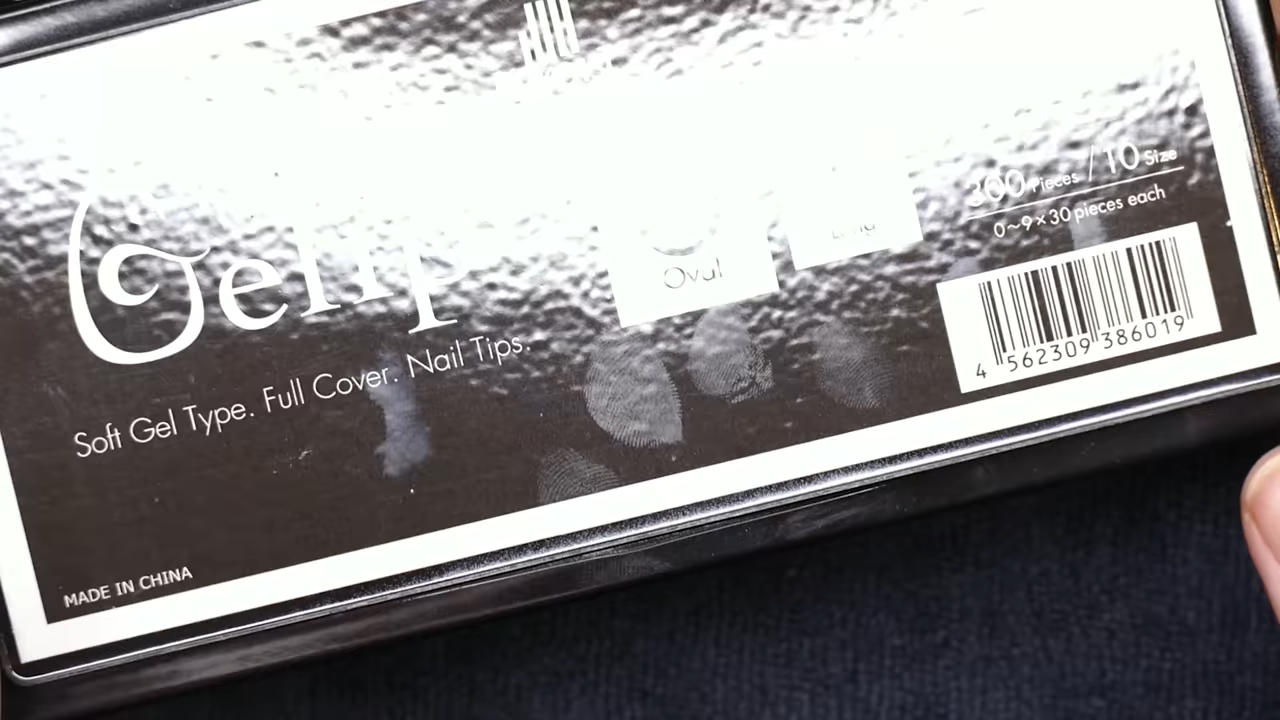 Gelip
Soft Gel Type. Full Cover. Nail Tips.
Oval
Long
300 Pieces / 10 Size
0~9×30 pieces each
4 562309 386019
MADE IN CHINA